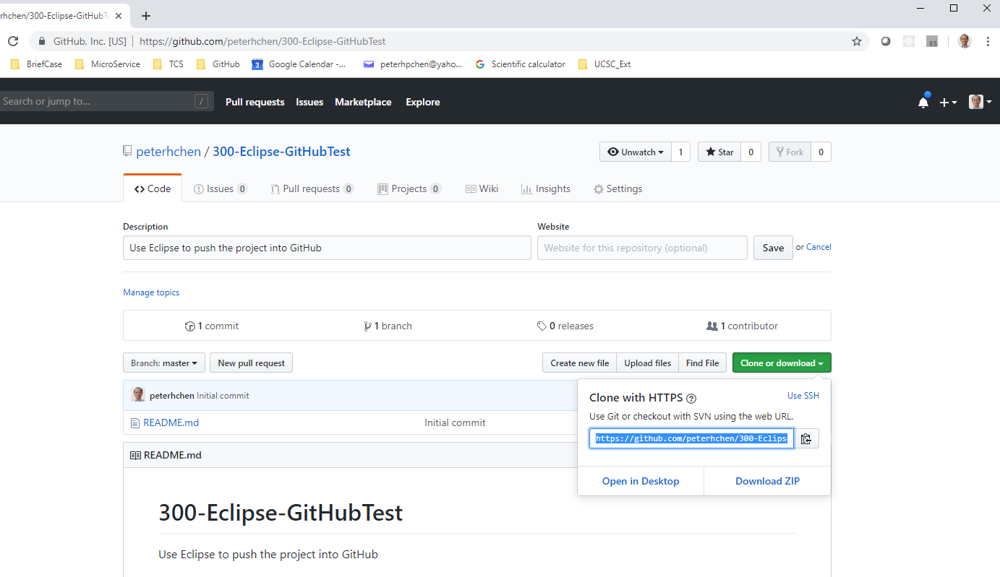 rhchen/300-Eclipse-GitHubT
GitHub, Inc. [US] https://github.com/peterhchen/300-Eclipse-GitHubTest
ES
BriefCase MicroService TCS GitHub 3 Google Calendar -... peterhpchen@yaho... G Scientific calculator UCSC_Ext
Search or jump to... / Pull requests Issues Marketplace Explore
peterhchen / 300-Eclipse-GitHubTest Unwatch 1 Star 0 Fork 0
Code Issues 0 Pull requests 0 Projects 0 Wiki Insights Settings
Description Website
Use Eclipse to push the project into GitHub Website for this repository (optional) Save or Cancel
Manage topics
1 commit 1 branch 0 releases 1 contributor
Branch: master New pull request Create new file Upload files Find File Clone or download
peterhchen Initial commit
README.md Initial commit
Clone with HTTPS ? Use SSH
Use Git or checkout with SVN using the web URL.
https://github.com/peterhchen/300-Eclips
Open in Desktop Download ZIP
README.md
300-Eclipse-GitHubTest
Use Eclipse to push the project into GitHub